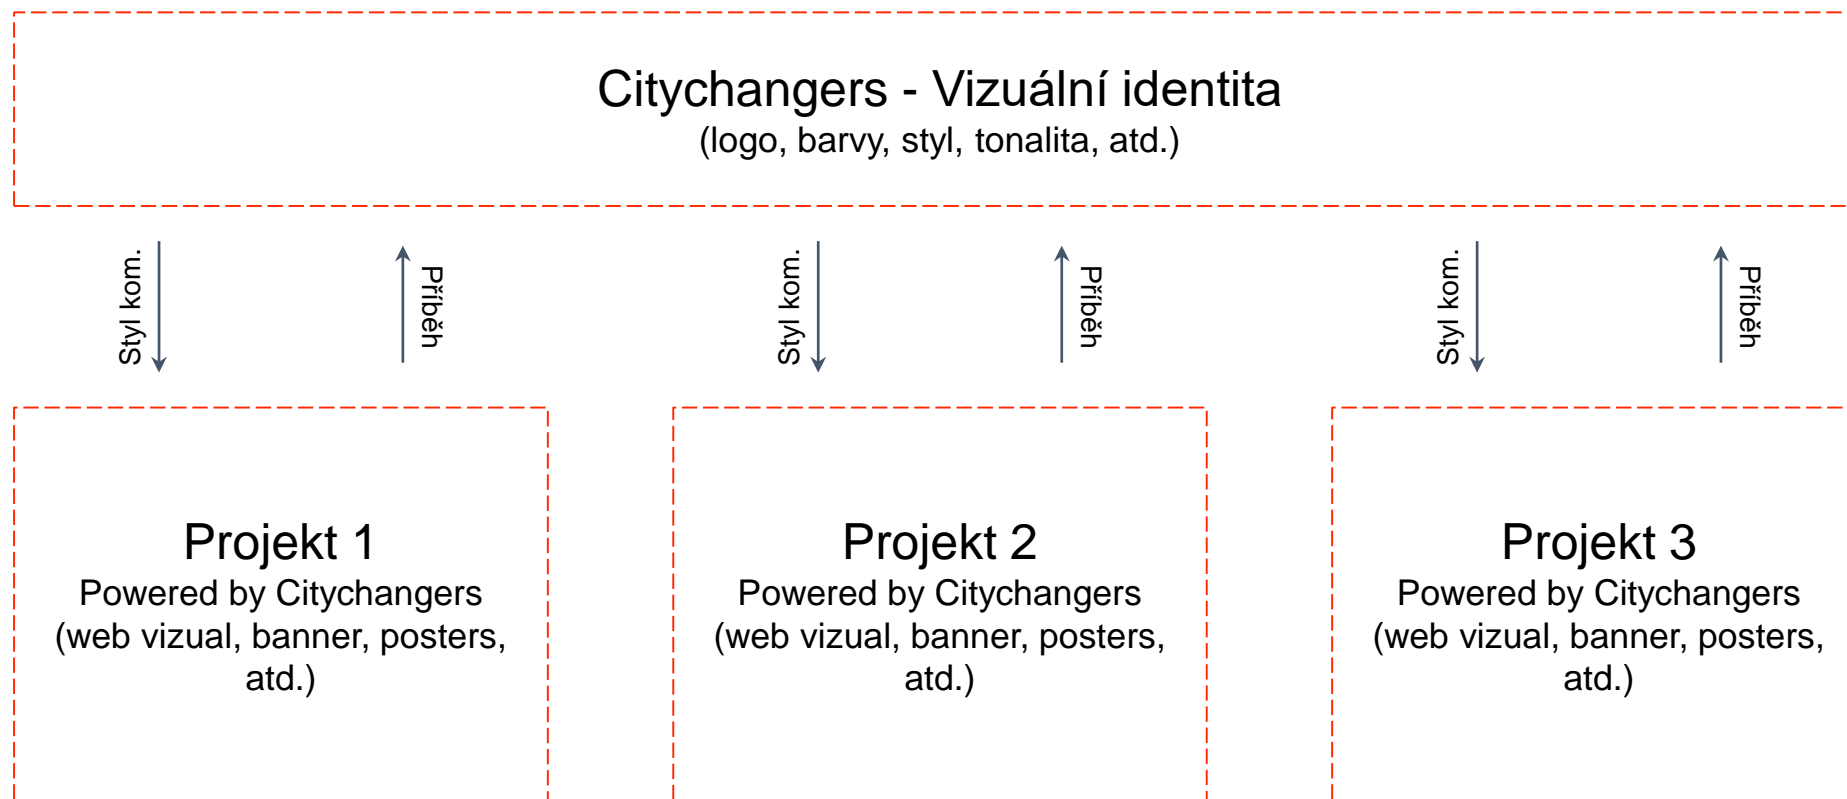 Citychangers - Vizuální identita
(logo, barvy, styl, tonalita, atd.)
Styl kom.
Příběh
Styl kom.
Příběh
Styl kom.
Příběh
Projekt 1
Powered by Citychangers
(web vizual, banner, posters,
atd.)
Projekt 2
Powered by Citychangers
(web vizual, banner, posters,
atd.)
Projekt 3
Powered by Citychangers
(web vizual, banner, posters,
atd.)